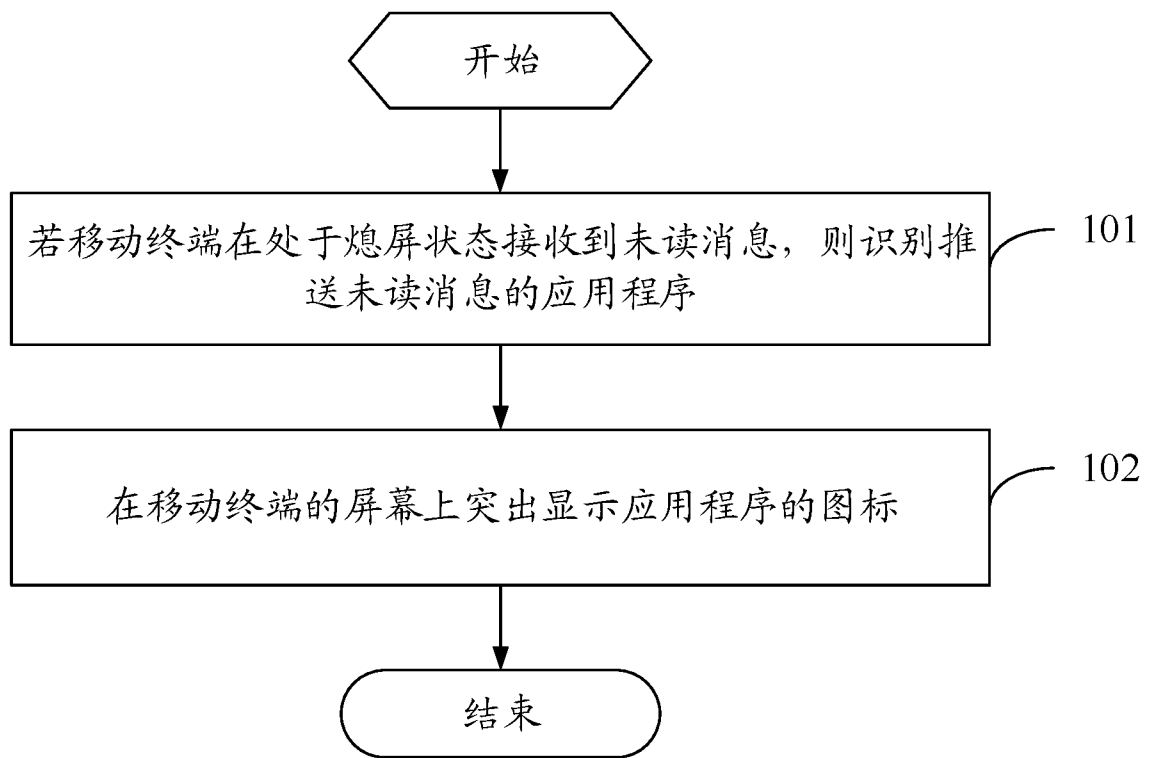 开始
若移动终端在处于熄屏状态接收到未读消息，则识别推
送未读消息的应用程序
101
在移动终端的屏幕上突出显示应用程序的图标
102
结束